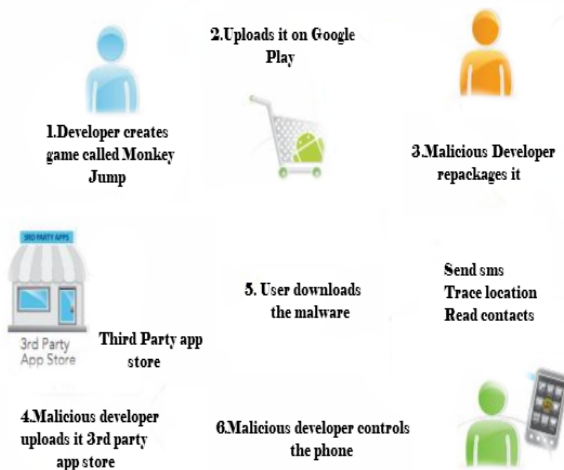 1.Developer creates
game called Monkey
Jump
2.Uploads it on Google
Play
3.Malicious Developer
repackages it
3RD PARTY APPS
3rd Party
App Store
Third Party app
store
4.Malicious developer
uploads it 3rd party
app store
5. User downloads
the malware
Send sms
Trace location
Read contacts
6.Malicious developer controls
the phone